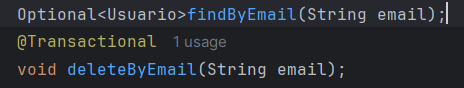 Optional<Usuario>findByEmail(String email);
@Transactional 1 usage
void deleteByEmail(String email);